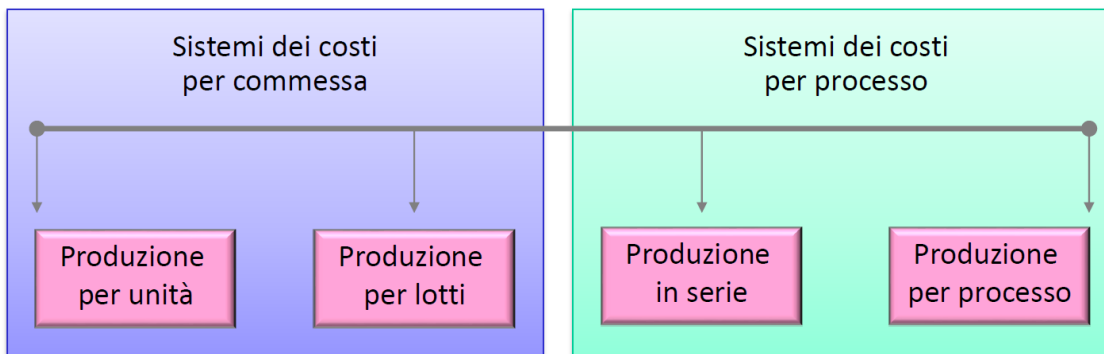 Sistemi dei costi
per commessa
Sistemi dei costi
per processo
Produzione
per unità
Produzione
per lotti
Produzione
in serie
Produzione
per processo